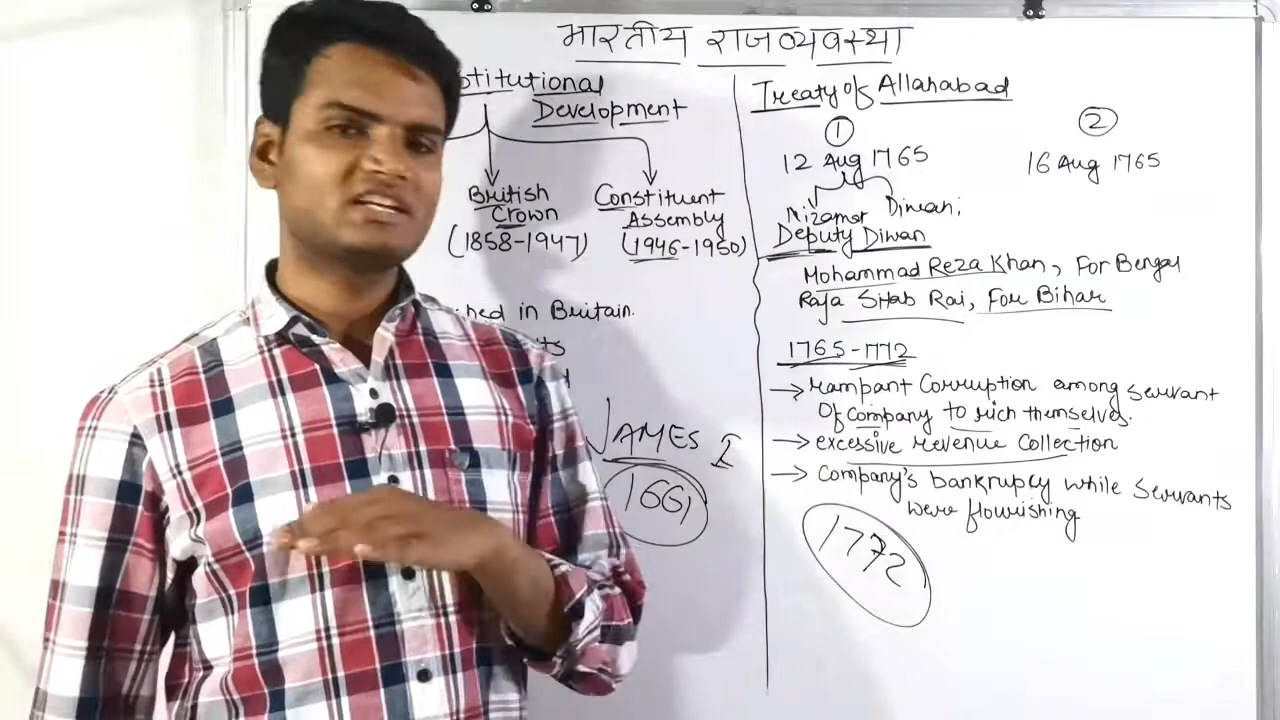 भारतीय राजव्यवस्था
stitutional
Development
British
Crown
(1858-1947)
Constituent
Assembly
(1946-1950)
hed in Britain.
ts
d
JAMES I
1661
Treaty of Allahabad
1
12 Aug 1765
2
16 Aug 1765
Nizamat Diwani
Deputy Diwan
Mohammad Reza Khan, For Bengal
Raja Sitab Rai, For Bihar
1765-1772
→ rampant Corruption among Servant
Of Company to rich themselves.
→ excessive revenue Collection
→ Company's bankrupcy while Servants
were flourishing
1772